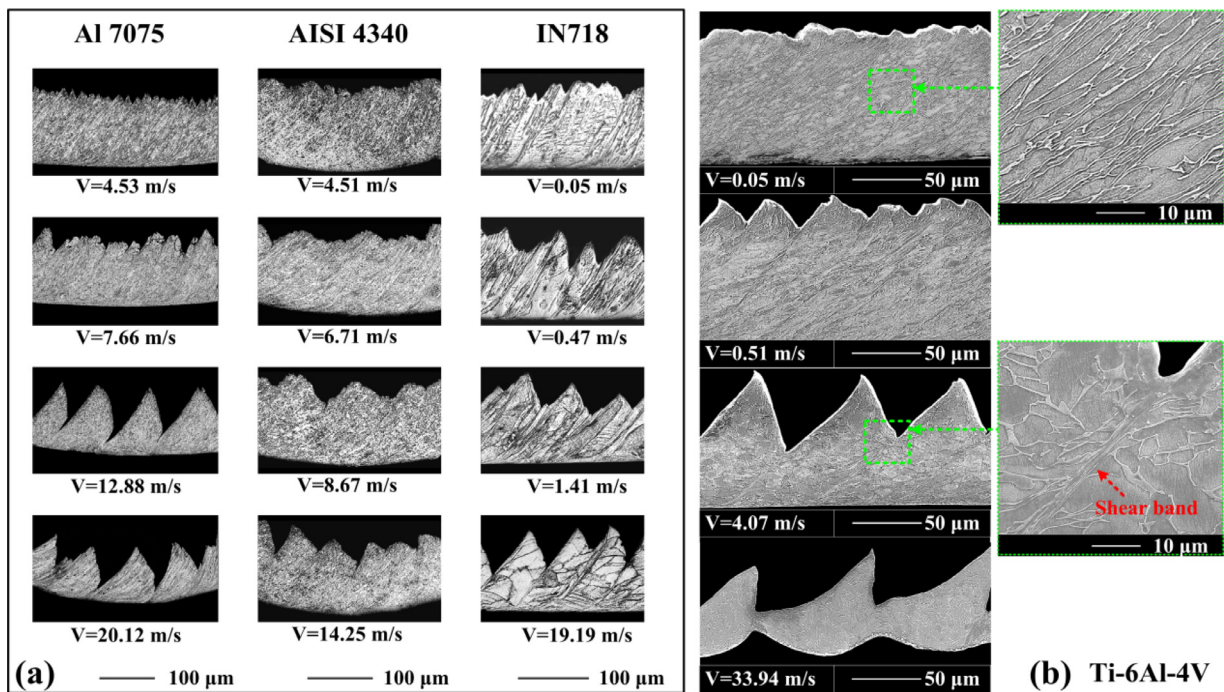 Al 7075
AISI 4340
IN718
V=4.53 m/s
V=4.51 m/s
V=0.05 m/s
V=7.66 m/s
V=6.71 m/s
V=0.47 m/s
V=12.88 m/s
V=8.67 m/s
V=1.41 m/s
V=20.12 m/s
V=14.25 m/s
V=19.19 m/s
(a)
100 μm
100 μm
100 μm
V=0.05 m/s
50 μm
10 μm
V=0.51 m/s
50 μm
Shear band
V=4.07 m/s
50 μm
10 μm
V=33.94 m/s
50 μm
(b) Ti-6Al-4V